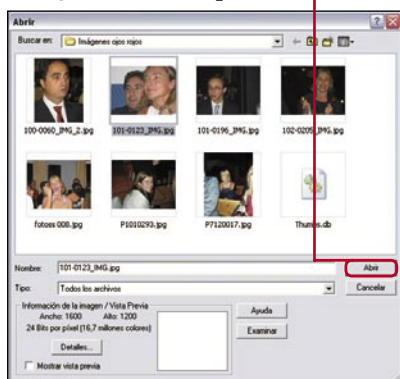 Abrir
Buscar en: Imágenes ojos rojos
100-0060_IMG_2.jpg 101-0123_IMG.jpg 101-0196_IMG.jpg 102-0205_IMG.jpg
fotoss 008.jpg P1010293.jpg P7120017.jpg Thumbs.db
Nombre: 101-0123_IMG.jpg Abrir
Tipo: Todos los archivos Cancelar
Información de la imagen / Vista Previa
Ancho: 1600 Alto: 1200 Ayuda
24 Bits por píxel (16,7 millones colores) Examinar
Detalles...
Mostrar vista previa